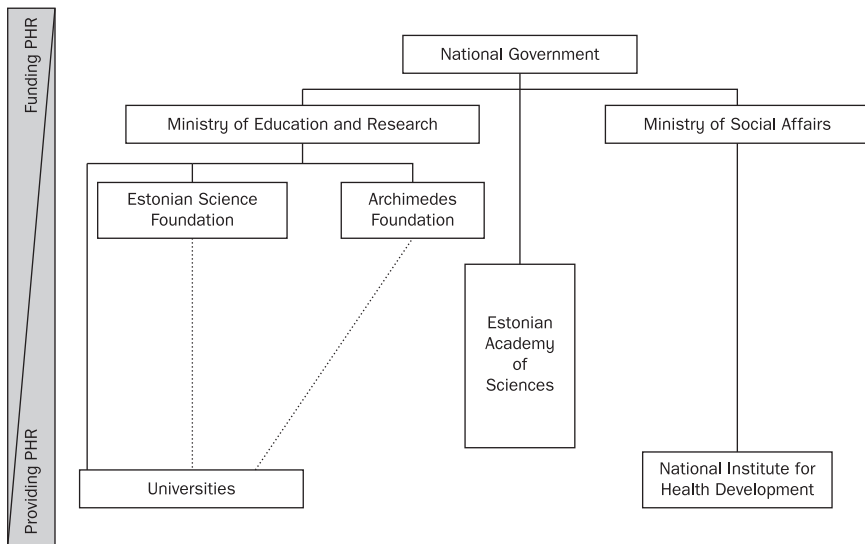 Funding PHR
National Government
Ministry of Education and Research
Ministry of Social Affairs
Estonian Science
Foundation
Archimedes
Foundation
Estonian
Academy
of
Sciences
Providing PHR
Universities
National Institute for
Health Development